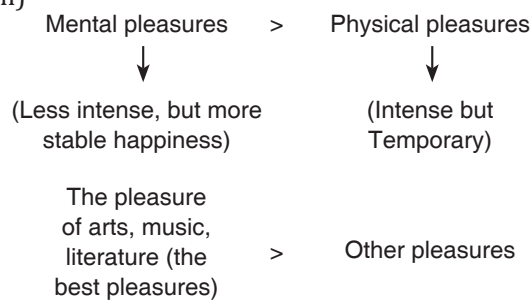 Mental pleasures > Physical pleasures
(Less intense, but more
stable happiness)
(Intense but
Temporary)
The pleasure
of arts, music,
literature (the
best pleasures)
> Other pleasures